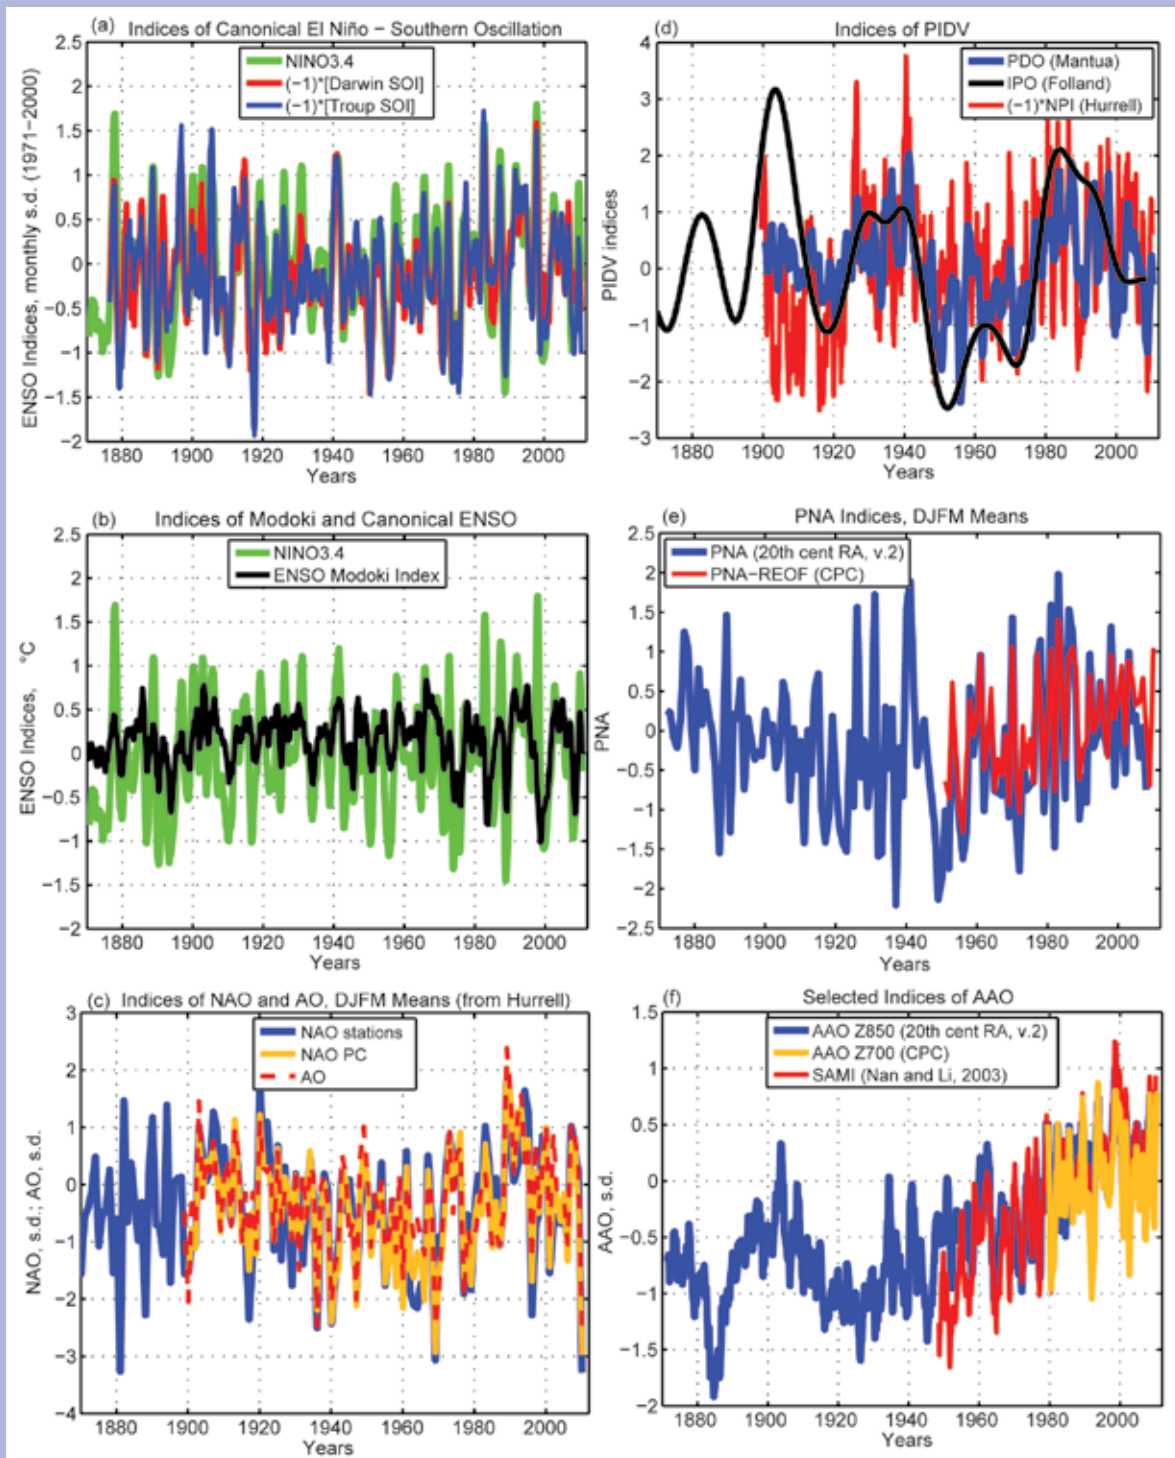 (a) Indices of Canonical El Niño − Southern Oscillation
NINO3.4
(−1)*[Darwin SOI]
(−1)*[Troup SOI]
ENSO Indices, monthly s.d. (1971−2000)
2.5
2
1.5
1
0.5
0
−0.5
−1
−1.5
−2
1880 1900 1920 1940 1960 1980 2000
Years
(d) Indices of PIDV
PDO (Mantua)
IPO (Folland)
(−1)*NPI (Hurrell)
PIDV indices
4
3
2
1
0
−1
−2
−3
1880 1900 1920 1940 1960 1980 2000
Years
(b) Indices of Modoki and Canonical ENSO
NINO3.4
ENSO Modoki Index
ENSO Indices, °C
2.5
2
1.5
1
0.5
0
−0.5
−1
−1.5
−2
1880 1900 1920 1940 1960 1980 2000
Years
(e) PNA Indices, DJFM Means
PNA (20th cent RA, v.2)
PNA−REOF (CPC)
PNA
2.5
2
1.5
1
0.5
0
−0.5
−1
−1.5
−2
−2.5
1880 1900 1920 1940 1960 1980 2000
Years
(c) Indices of NAO and AO, DJFM Means (from Hurrell)
NAO stations
NAO PC
AO
NAO, s.d.; AO, s.d.
3
2
1
0
−1
−2
−3
−4
1880 1900 1920 1940 1960 1980 2000
Years
(f) Selected Indices of AAO
AAO Z850 (20th cent RA, v.2)
AAO Z700 (CPC)
SAMI (Nan and Li, 2003)
AAO, s.d.
1.5
1
0.5
0
−0.5
−1
−1.5
−2
1880 1900 1920 1940 1960 1980 2000
Years